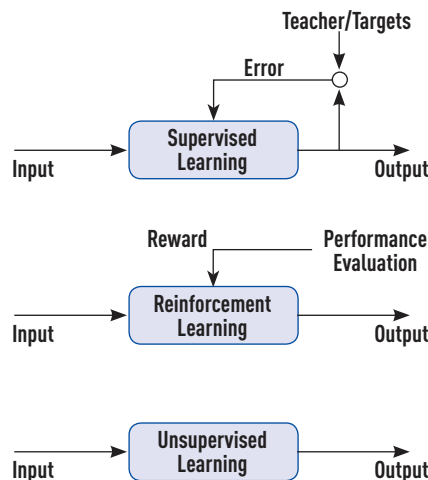 Teacher/Targets
Error
Supervised
Learning
Input
Output
Reward
Performance
Evaluation
Reinforcement
Learning
Input
Output
Unsupervised
Learning
Input
Output